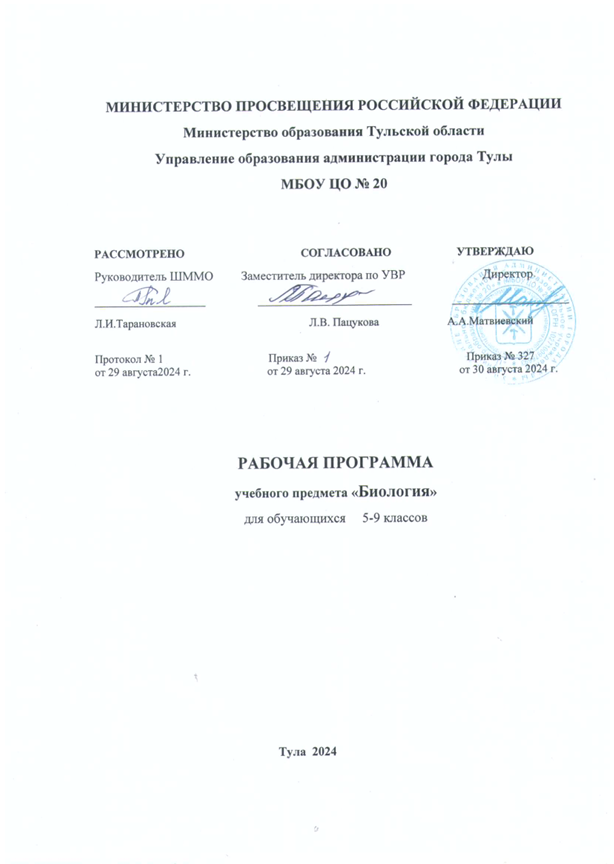 МИНИСТЕРСТВО ПРОСВЕЩЕНИЯ РОССИЙСКОЙ ФЕДЕРАЦИИ
Министерство образования Тульской области
Управление образования администрации города Тулы
МБОУ ЦО № 20
РАССМОТРЕНО СОГЛАСОВАНО УТВЕРЖДАЮ
Руководитель ШММО Заместитель директора по УВР Директор
Л.И.Тарановская Л.В. Пацукова А.А.Матвиевский
Протокол № 1 Приказ № 1 Приказ № 327
от 29 августа2024 г. от 29 августа 2024 г. от 30 августа 2024 г.
РАБОЧАЯ ПРОГРАММА
учебного предмета «Биология»
для обучающихся 5-9 классов
Тула 2024